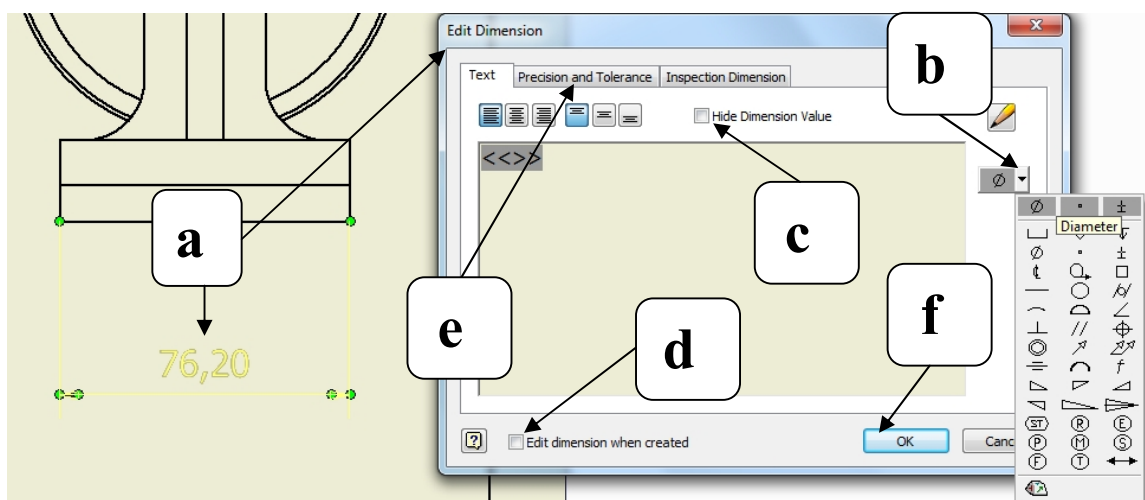 Edit Dimension
Text
Precision and Tolerance
Inspection Dimension
Hide Dimension Value
<<>>
Diameter
a
b
c
d
e
f
76,20
Edit dimension when created
OK
Canc
ST
R
E
P
M
S
F
T